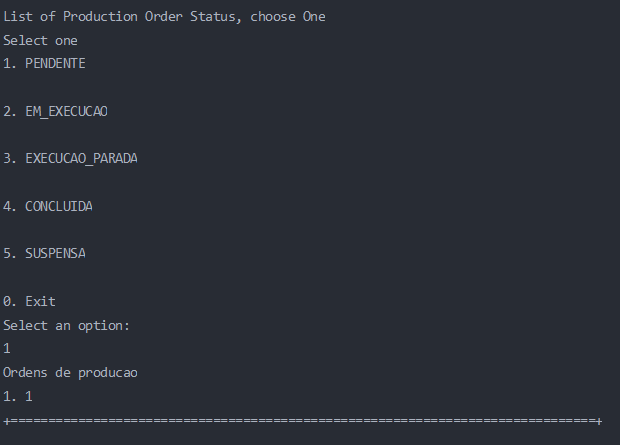 List of Production Order Status, choose One
Select one
1. PENDENTE
2. EM_EXECUCAO
3. EXECUCAO_PARADA
4. CONCLUIDA
5. SUSPENSA
0. Exit
Select an option:
1
Ordens de producao
1. 1
+==============================================================================+